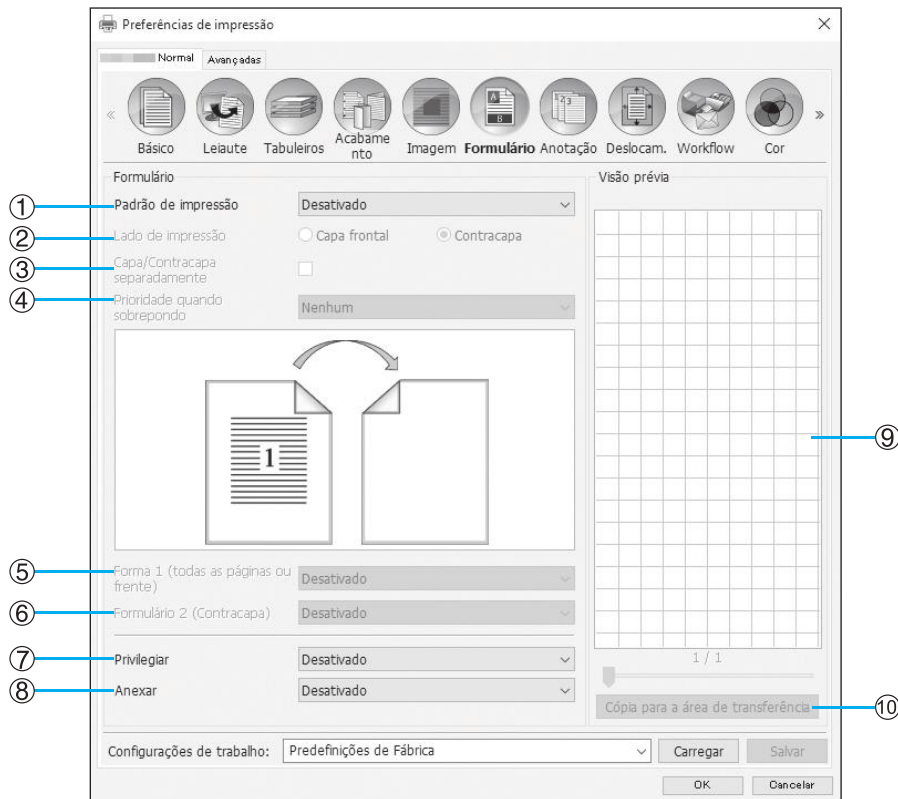 Preferências de impressão
Normal Avançadas
Básico Leiaute Tabuleiros Acabame
nto Imagem Formulário Anotação Deslocam. Workflow Cor
Formulário Visão prévia
① Padrão de impressão Desativado
② Lado de impressão Capa frontal Contracapa
③ Capa/Contracapa
separadamente
④ Prioridade quando
sobrepondo Nenhum
1
⑨
⑤ Forma 1 (todas as páginas ou
frente) Desativado
⑥ Formulário 2 (Contracapa) Desativado
⑦ Privilegiar Desativado
1 / 1
⑧ Anexar Desativado
Cópia para a área de transferência ⑩
Configurações de trabalho: Predefinições de Fábrica Carregar Salvar
OK Cancelar